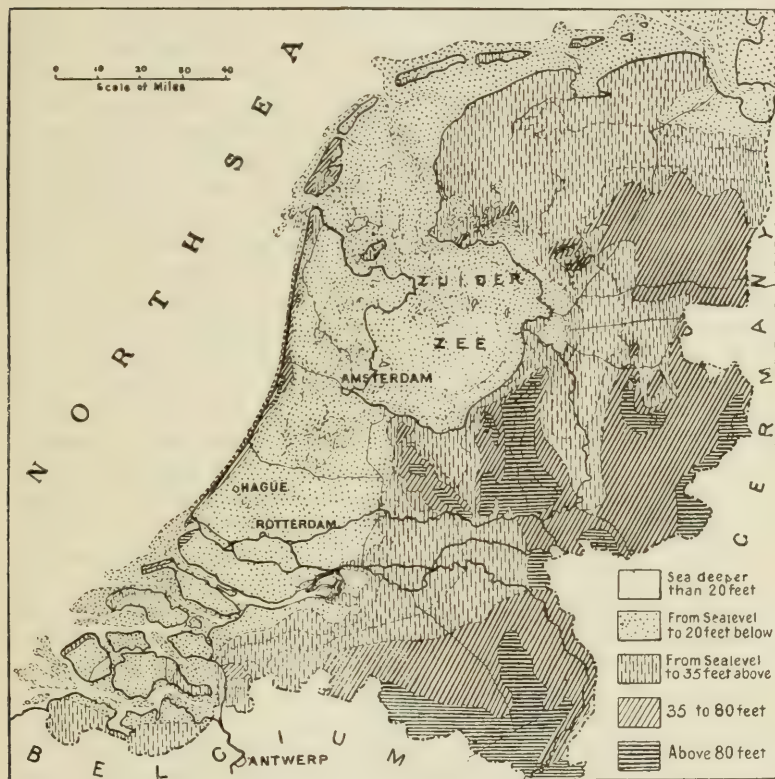 0 10 20 30 40
Scale of Miles
NORTH SEA
ZUIDER
ZEE
AMSTERDAM
HAGUE
ROTTERDAM
GERMANY
BELGIUM
ANTWERP
Sea deeper
than 20 feet
From Sealevel
to 20 feet below
From Sealevel
to 35 feet above
35 to 80 feet
Above 80 feet